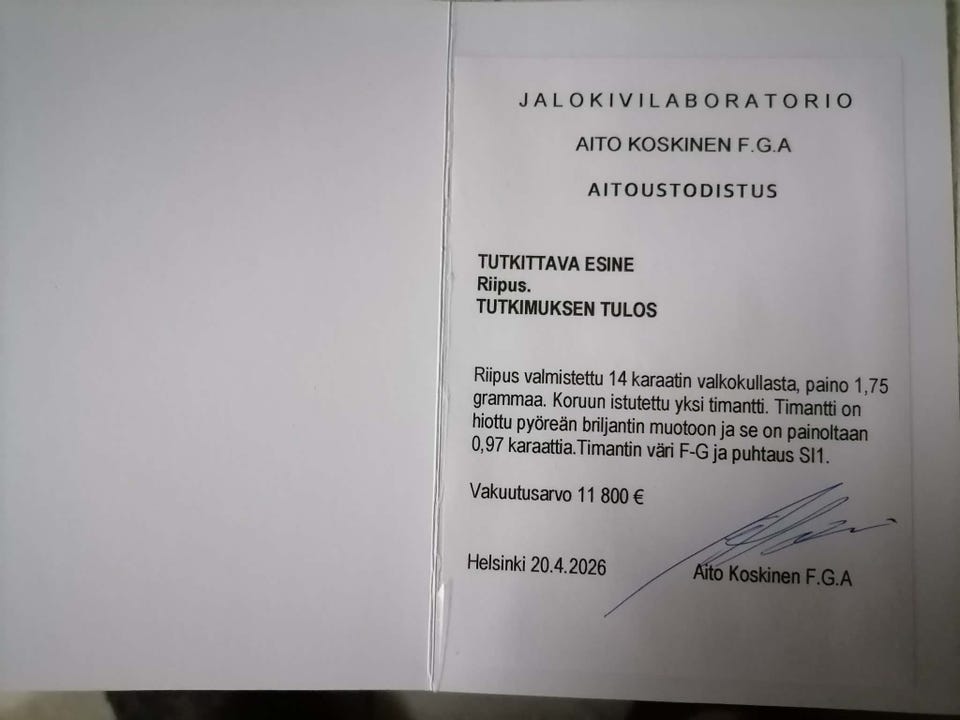 JALOKIVILABORATORIO
AITO KOSKINEN F.G.A
AITOUSTODISTUS
TUTKITTAVA ESINE
Riipus.
TUTKIMUKSEN TULOS
Riipus valmistettu 14 karaatin valkokullasta, paino 1,75
grammaa. Koruun istutettu yksi timantti. Timantti on
hiottu pyöreän briljantin muotoon ja se on painoltaan
0,97 karaattia.Timantin väri F-G ja puhtaus SI1.
Vakuutusarvo 11 800 €
Helsinki 20.4.2026
Aito Koskinen F.G.A